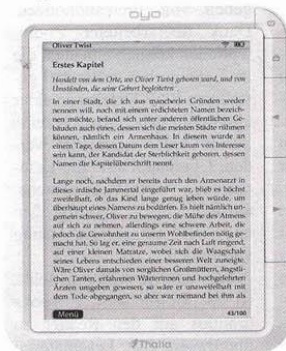 oyo
Oliver Twist
Erstes Kapitel
Handelt von dem Orte, wo Oliver Twist geboren ward, und von
Umständen, die seine Geburt begleiteten
In einer Stadt, die ich aus mancherlei Gründen weder
nennen will, noch mit einem erdichteten Namen bezeich-
nen möchte, befand sich unter anderen öffentlichen Ge-
bäuden auch eines, dessen sich die meisten Städte rühmen
können, nämlich ein Armenhaus. In diesem wurde an
einem Tage, dessen Datum dem Leser kaum von Interesse
sein kann, der Kandidat der Sterblichkeit geboren, dessen
Namen die Kapitelüberschrift nennt.
Lange noch, nachdem er bereits durch den Armenarzt in
dieses irdische Jammertal eingeführt war, blieb es höchst
zweifelhaft, ob das Kind lange genug leben würde, um
überhaupt eines Namens zu bedürfen. Es hielt nämlich un-
gemein schwer, Oliver zu bewegen, die Mühe des Atmens
auf sich zu nehmen, allerdings eine schwere Arbeit, die
jedoch die Gewohnheit zu unserm Wohlbefinden nötig ge-
macht hat. So lag er, eine geraume Zeit nach Luft ringend,
auf einer kleinen Matratze, wobei sich die Waagschale
seines Lebens entschieden einer besseren Welt zuneigte.
Wäre Oliver damals von sorglichen Großmüttern, ängstli-
chen Tanten, erfahrenen Wärterinnen und hochgelehrten
Ärzten umgeben gewesen, so wäre er unzweifelhaft mit
dem Tode abgegangen, so aber war niemand bei ihm als
Menü 43/100
Thalia